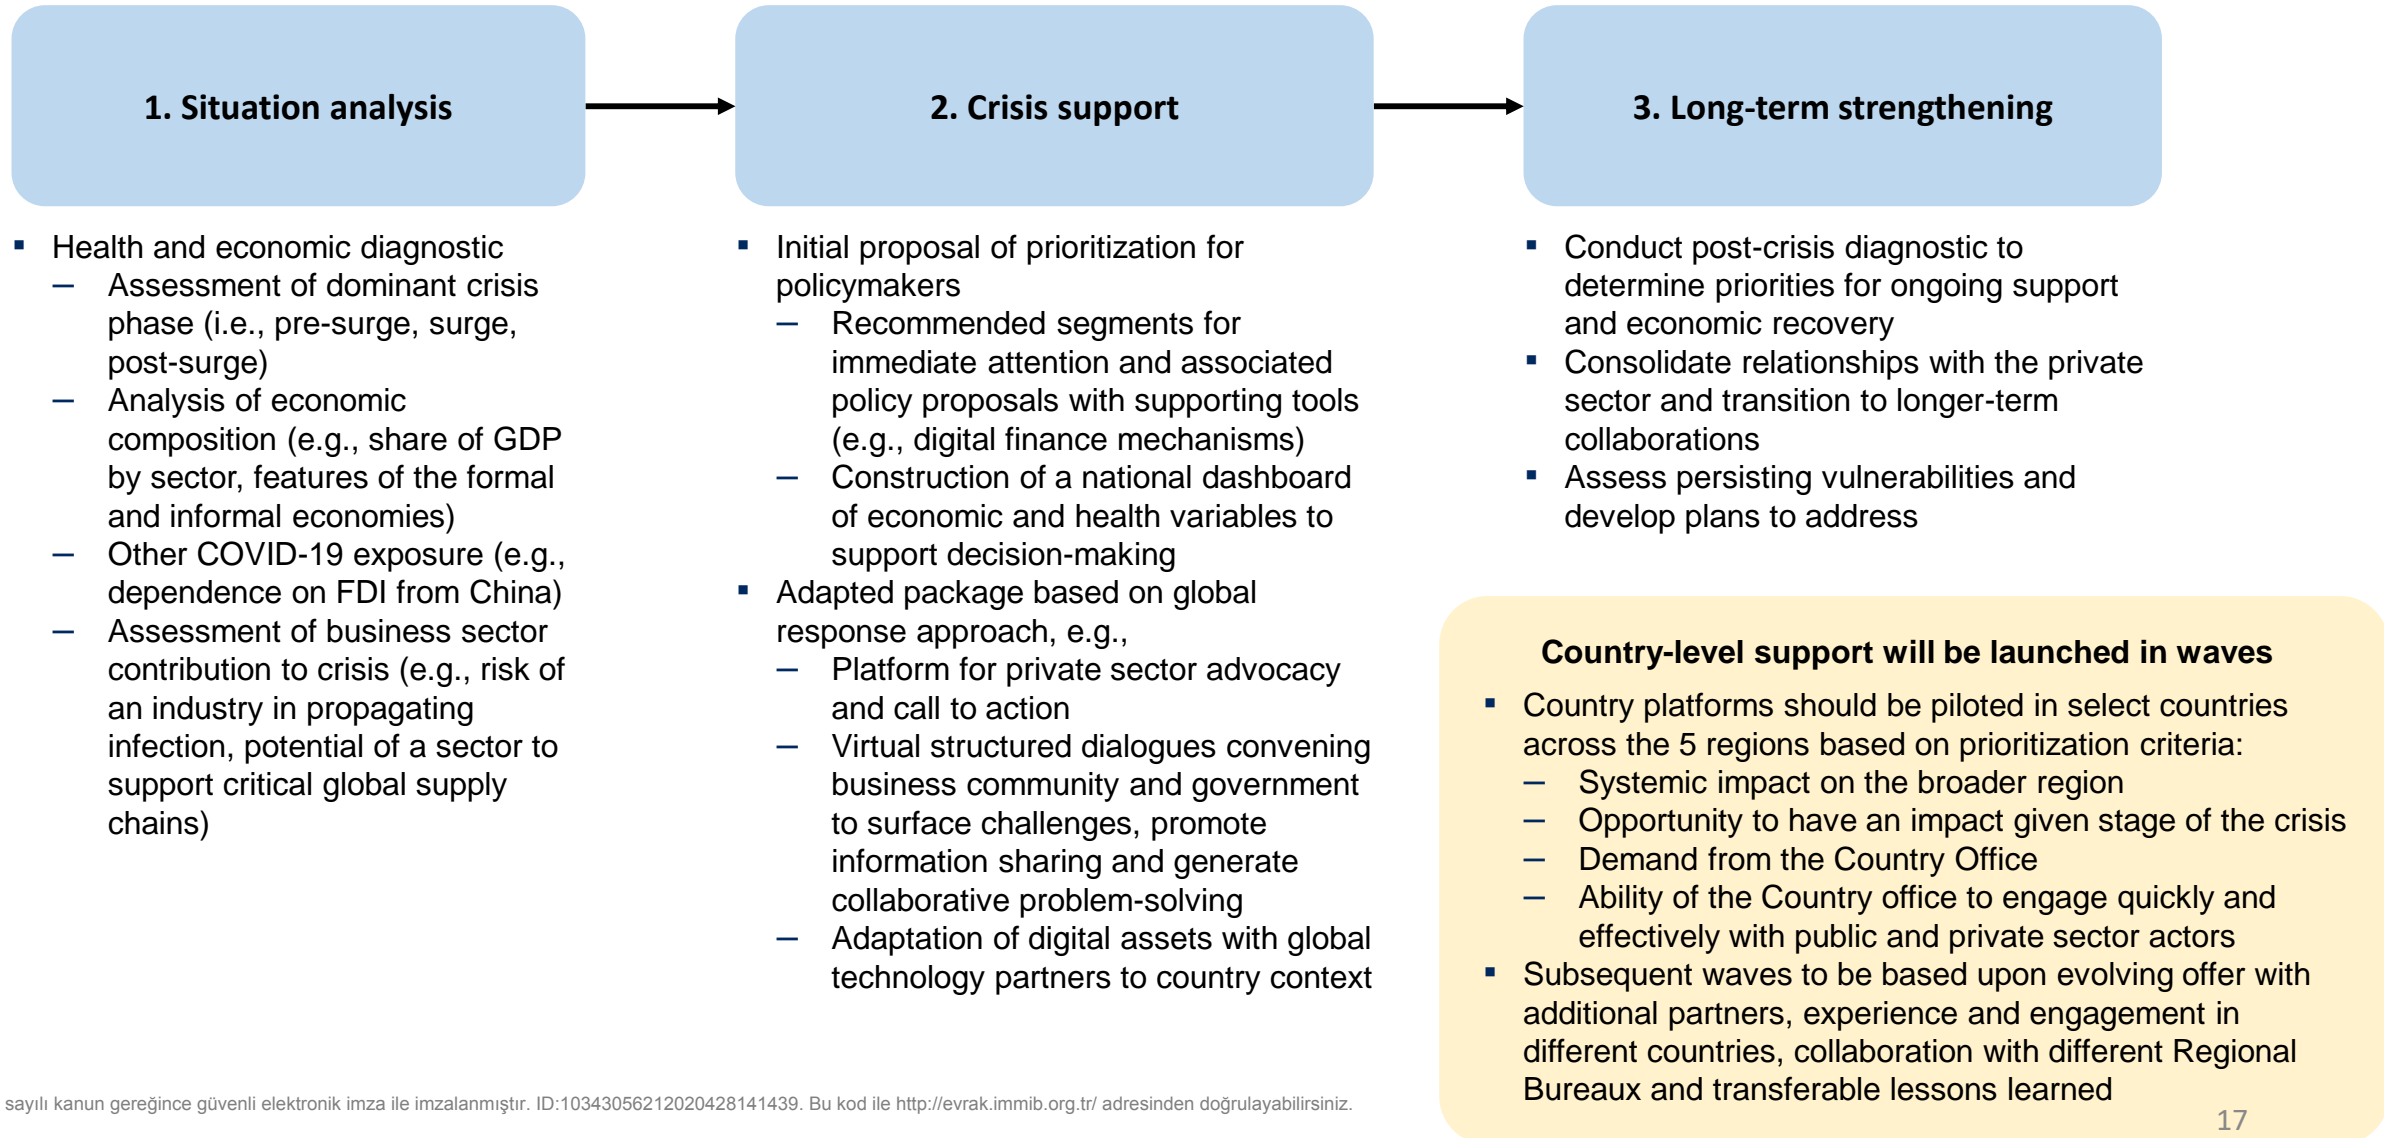 1. Situation analysis
2. Crisis support
3. Long-term strengthening
▪ Health and economic diagnostic
— Assessment of dominant crisis
phase (i.e., pre-surge, surge,
post-surge)
— Analysis of economic
composition (e.g., share of GDP
by sector, features of the formal
and informal economies)
— Other COVID-19 exposure (e.g.,
dependence on FDI from China)
— Assessment of business sector
contribution to crisis (e.g., risk of
an industry in propagating
infection, potential of a sector to
support critical global supply
chains)
▪ Initial proposal of prioritization for
policymakers
— Recommended segments for
immediate attention and associated
policy proposals with supporting tools
(e.g., digital finance mechanisms)
— Construction of a national dashboard
of economic and health variables to
support decision-making
▪ Adapted package based on global
response approach, e.g.,
— Platform for private sector advocacy
and call to action
— Virtual structured dialogues convening
business community and government
to surface challenges, promote
information sharing and generate
collaborative problem-solving
— Adaptation of digital assets with global
technology partners to country context
▪ Conduct post-crisis diagnostic to
determine priorities for ongoing support
and economic recovery
▪ Consolidate relationships with the private
sector and transition to longer-term
collaborations
▪ Assess persisting vulnerabilities and
develop plans to address
Country-level support will be launched in waves
▪ Country platforms should be piloted in select countries
across the 5 regions based on prioritization criteria:
— Systemic impact on the broader region
— Opportunity to have an impact given stage of the crisis
— Demand from the Country Office
— Ability of the Country office to engage quickly and
effectively with public and private sector actors
▪ Subsequent waves to be based upon evolving offer with
additional partners, experience and engagement in
different countries, collaboration with different Regional
Bureaux and transferable lessons learned
sayılı kanun gereğince güvenli elektronik imza ile imzalanmıştır. ID:10343056212020428141439. Bu kod ile http://evrak.immib.org.tr/ adresinden doğrulayabilirsiniz.
17